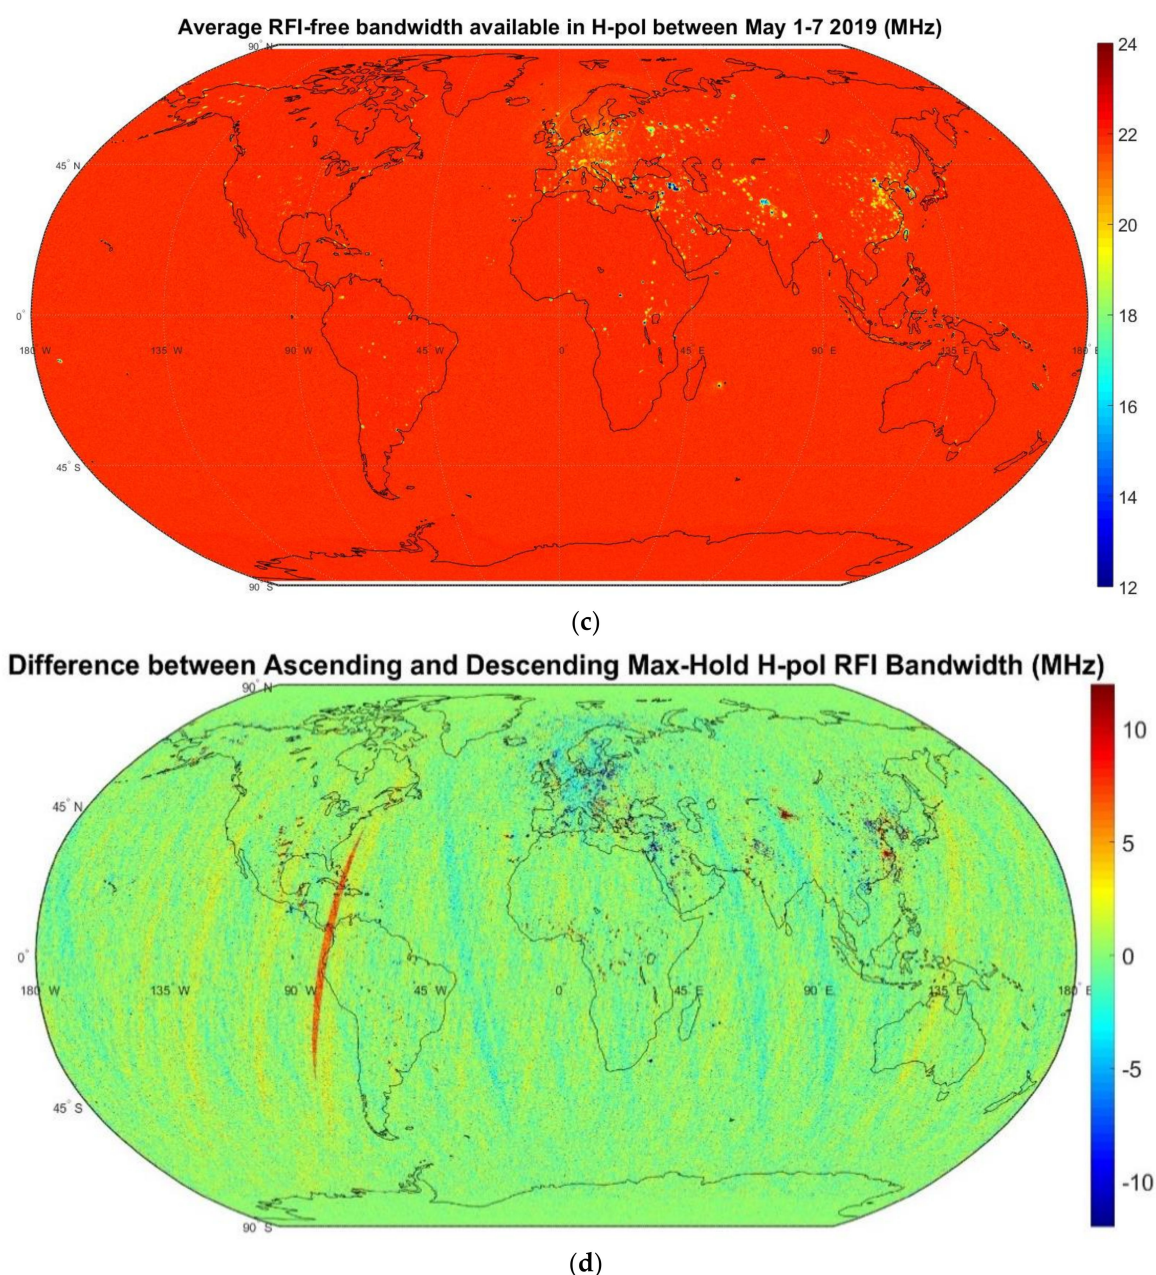 Average RFI-free bandwidth available in H-pol between May 1-7 2019 (MHz)
90° N
24
22
45° N
20
0°
18
180° W 135° W 90° W 45° W 0° 45° E 90° E 135° E 180° E
16
45° S
14
90° S
12
(c)
Difference between Ascending and Descending Max-Hold H-pol RFI Bandwidth (MHz)
90° N
10
45° N
5
0°
0
180° W 135° W 90° W 45° W 0° 45° E 90° E 135° E 180° E
-5
45° S
-10
90° S
(d)